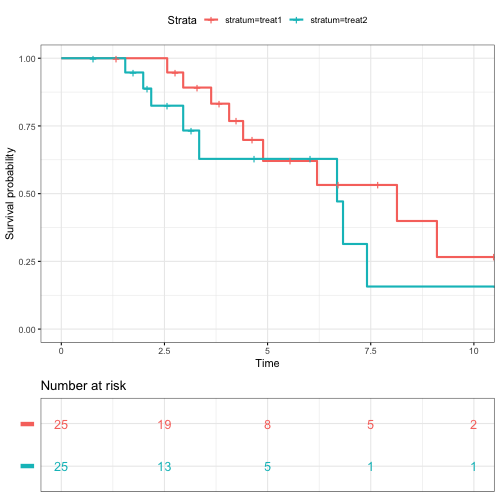 Strata stratum=treat1 stratum=treat2
1.00
0.75
0.50
0.25
0.00
Survival probability
0 2.5 5 7.5 10
Time
Number at risk
25 19 8 5 2
25 13 5 1 1